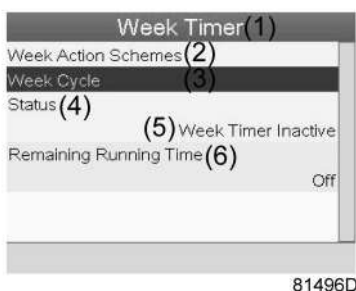 Week Timer(1)
Week Action Schemes(2)
Week Cycle (3)
Status(4)
(5)Week Timer Inactive
Remaining Running Time(6)
Off
81496D